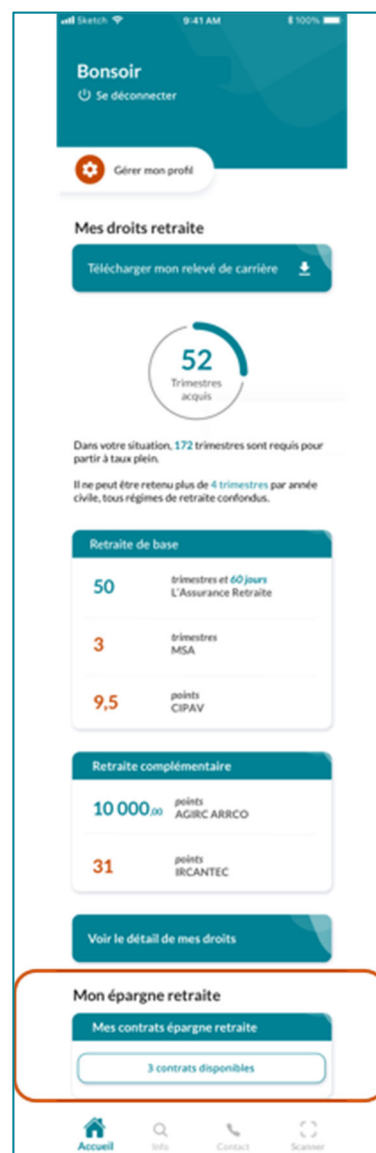 Sketch 9:41 AM 100%
Bonsoir
Se déconnecter
Gérer mon profil
Mes droits retraite
Télécharger mon relevé de carrière
52
Trimestres
acquis
Dans votre situation, 172 trimestres sont requis pour
partir à taux plein.
Il ne peut être retenu plus de 4 trimestres par année
civile, tous régimes de retraite confondus.
Retraite de base
50 trimestres et 60 jours
L'Assurance Retraite
3 trimestres
MSA
9,5 points
CIPAV
Retraite complémentaire
10 000,00 points
AGIRC ARRCO
31 points
IRCANTEC
Voir le détail de mes droits
Mon épargne retraite
Mes contrats épargne retraite
3 contrats disponibles
Accueil Info Contact Scanner